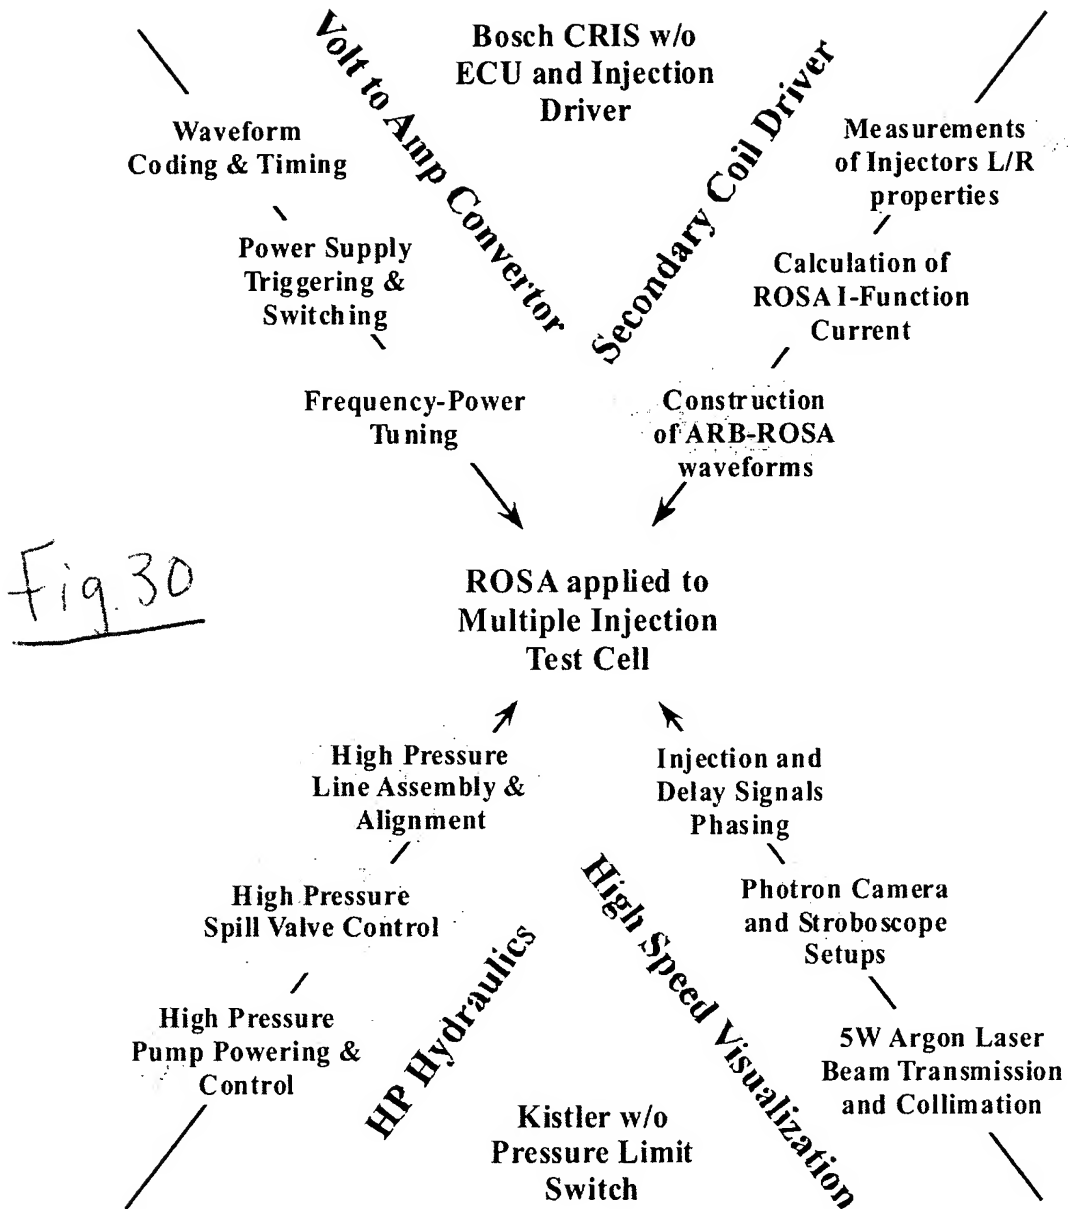 Bosch CRIS w/o
ECU and Injection
Driver
Volt to Amp Convertor
Secondary Coil Driver
Waveform
Coding & Timing
Power Supply
Triggering &
Switching
Frequency-Power
Tuning
Measurements
of Injectors L/R
properties
Calculation of
ROSA I-Function
Current
Construction
of ARB-ROSA
waveforms
Fig. 30
ROSA applied to
Multiple Injection
Test Cell
High Pressure
Line Assembly &
Alignment
High Pressure
Spill Valve Control
High Pressure
Pump Powering &
Control
HP Hydraulics
High Speed Visualization
Injection and
Delay Signals
Phasing
Photron Camera
and Stroboscope
Setups
5W Argon Laser
Beam Transmission
and Collimation
Kistler w/o
Pressure Limit
Switch